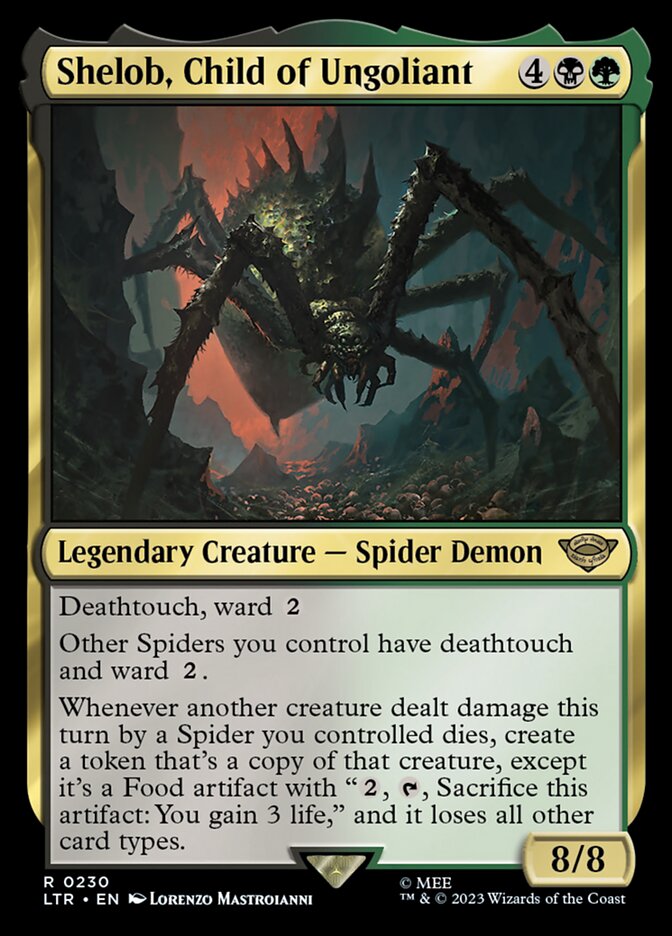 Shelob, Child of Ungoliant 4
Legendary Creature — Spider Demon
Deathtouch, ward 2
Other Spiders you control have deathtouch
and ward 2.
Whenever another creature dealt damage this
turn by a Spider you controlled dies, create
a token that's a copy of that creature, except
it's a Food artifact with “2, , Sacrifice this
artifact: You gain 3 life,” and it loses all other
card types.
8/8
R 0230
LTR • EN Lorenzo Mastroianni
© MEE
™ & © 2023 Wizards of the Coast